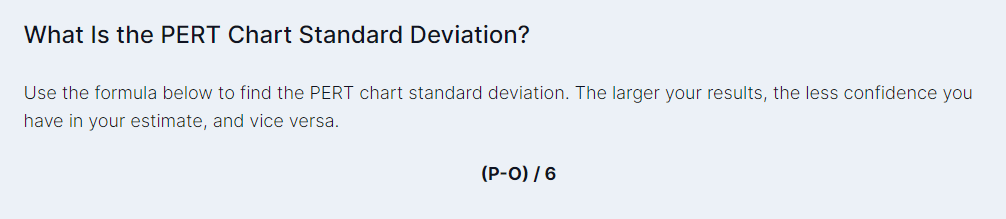 What Is the PERT Chart Standard Deviation?
Use the formula below to find the PERT chart standard deviation. The larger your results, the less confidence you
have in your estimate, and vice versa.
(P-O) / 6